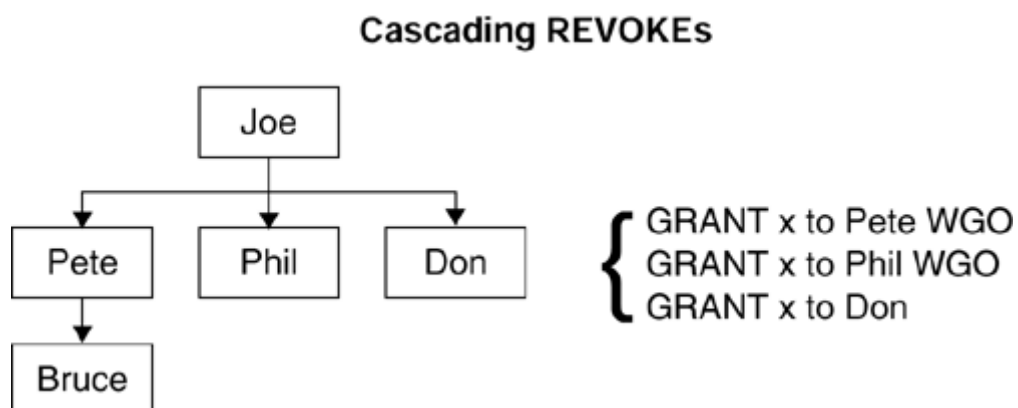 Cascading REVOKEs
Joe
Pete
Phil
Don
Bruce
GRANT x to Pete WGO
GRANT x to Phil WGO
GRANT x to Don